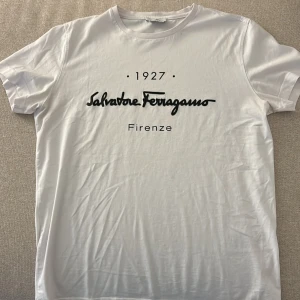 · 1927 ·
Salvatore Ferragamo
Firenze